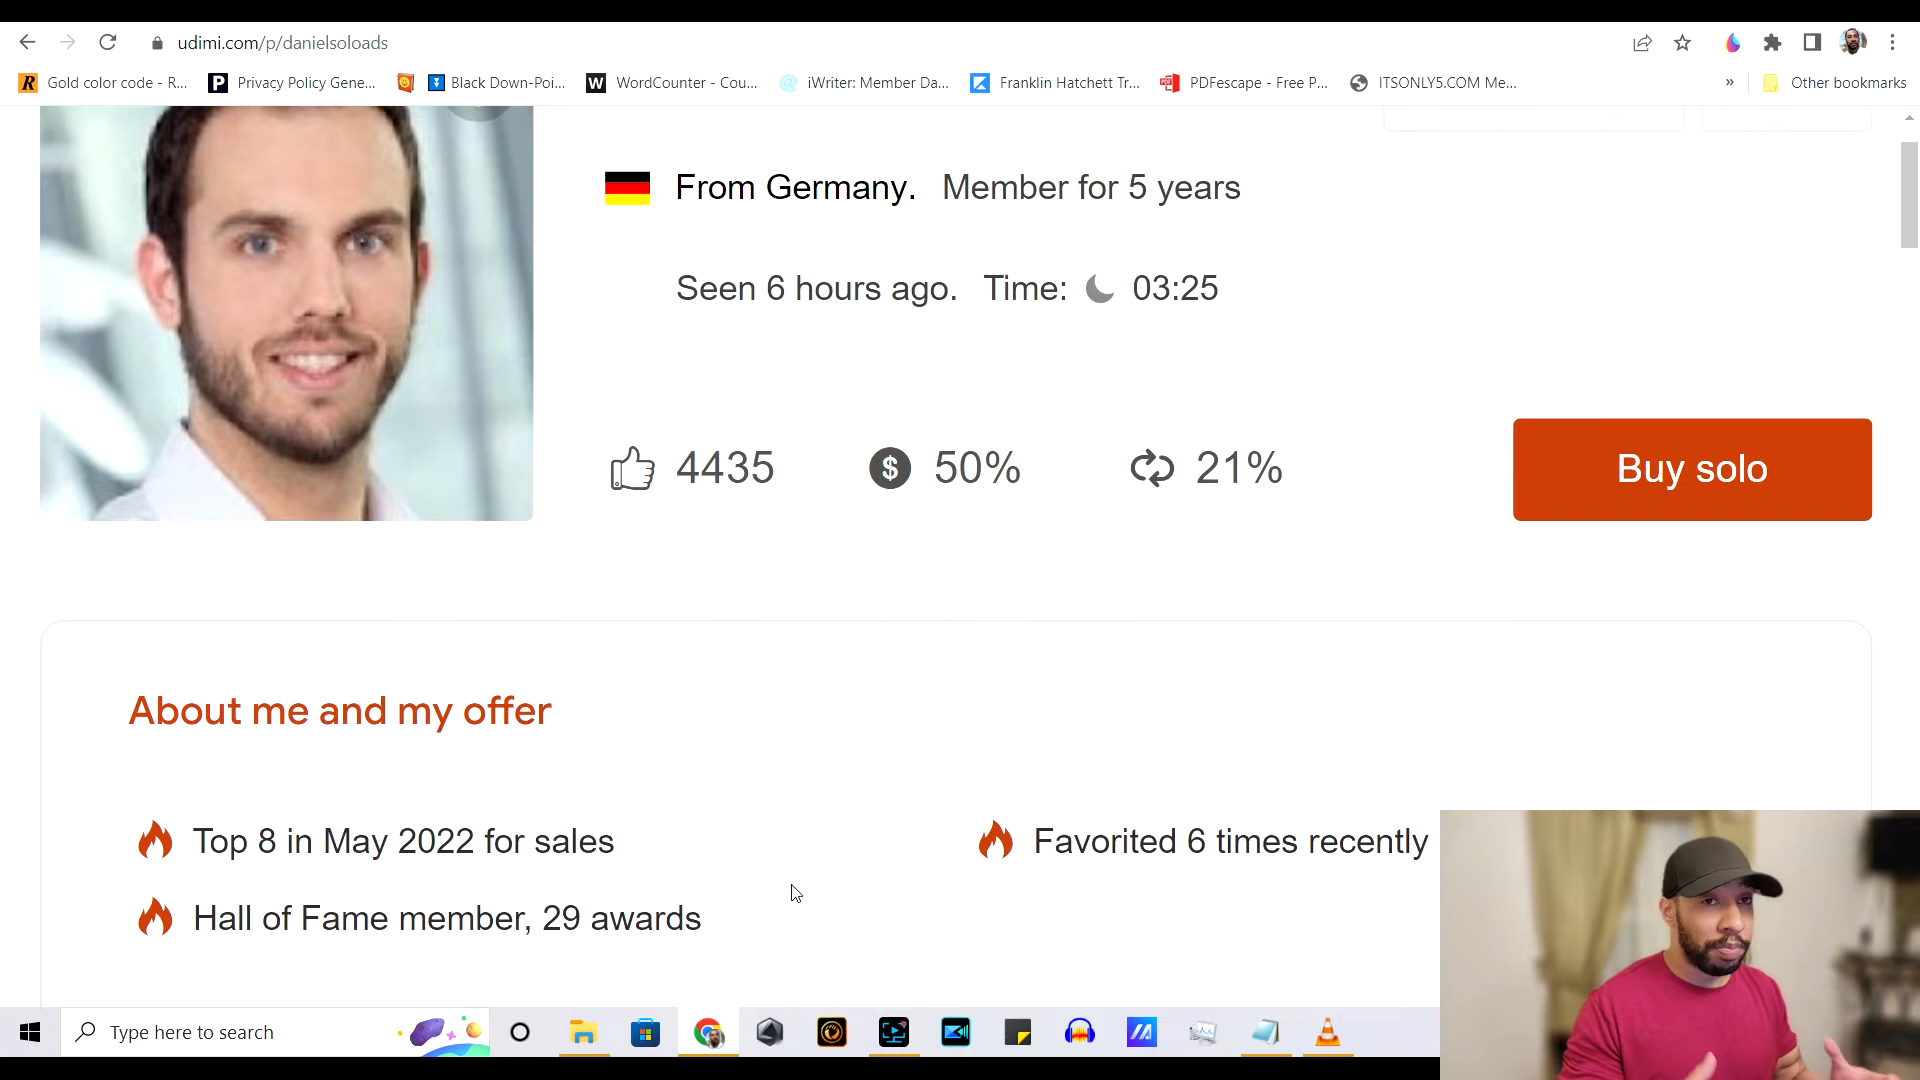 udimi.com/p/danielsoloads
Gold color code - R...
Privacy Policy Gene...
Black Down-Poi...
WordCounter - Cou...
iWriter: Member Da...
Franklin Hatchett Tr...
PDFescape - Free P...
ITSONLY5.COM Me...
»
Other bookmarks
From Germany. Member for 5 years
Seen 6 hours ago. Time: 03:25
4435
50%
21%
Buy solo
About me and my offer
Top 8 in May 2022 for sales
Favorited 6 times recently
Hall of Fame member, 29 awards
Type here to search